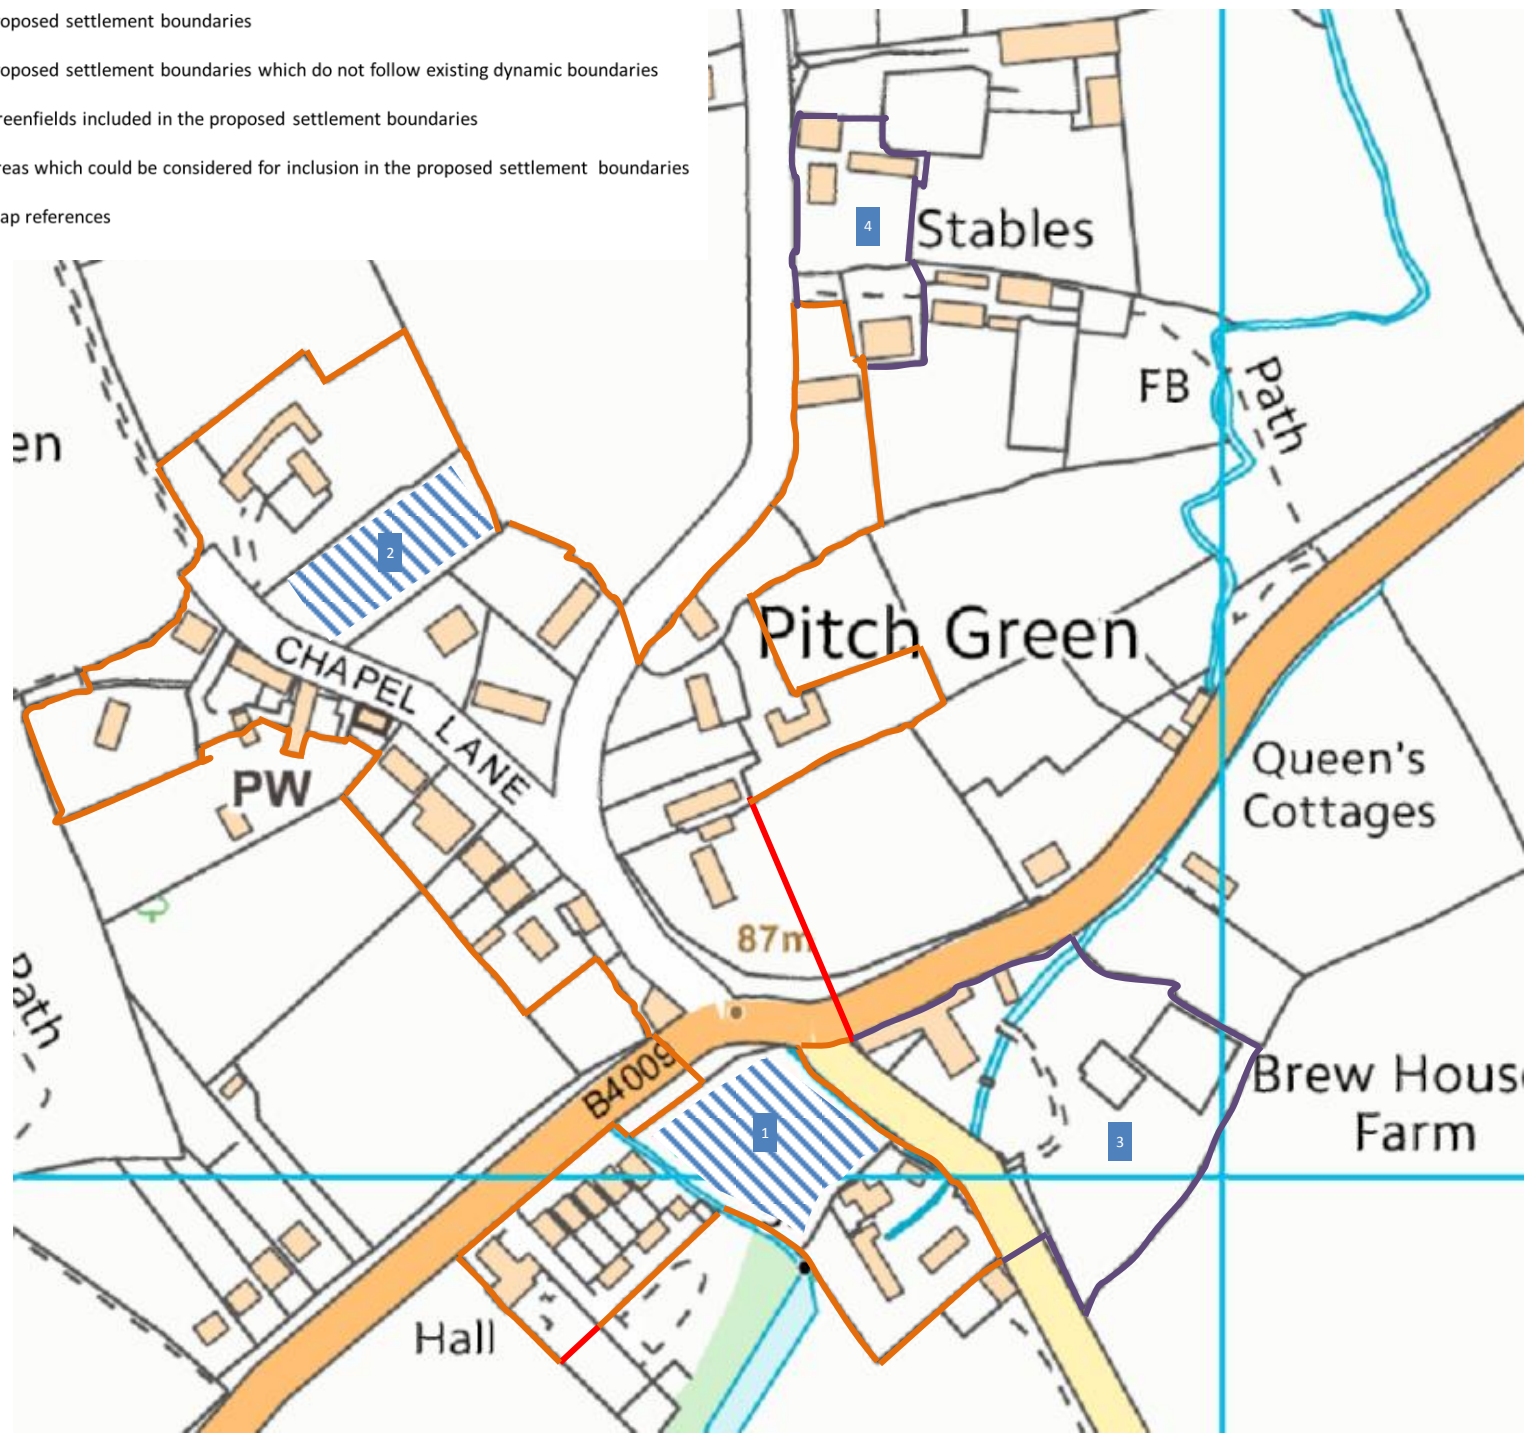 oposed settlement boundaries
oposed settlement boundaries which do not follow existing dynamic boundaries
reenfields included in the proposed settlement boundaries
reas which could be considered for inclusion in the proposed settlement boundaries
ap references
4
Stables
FB
Path
en
2
Pitch Green
CHAPEL LANE
PW
Queen's
Cottages
87m
Path
B4009
1
3
Brew Hous
Farm
Hall